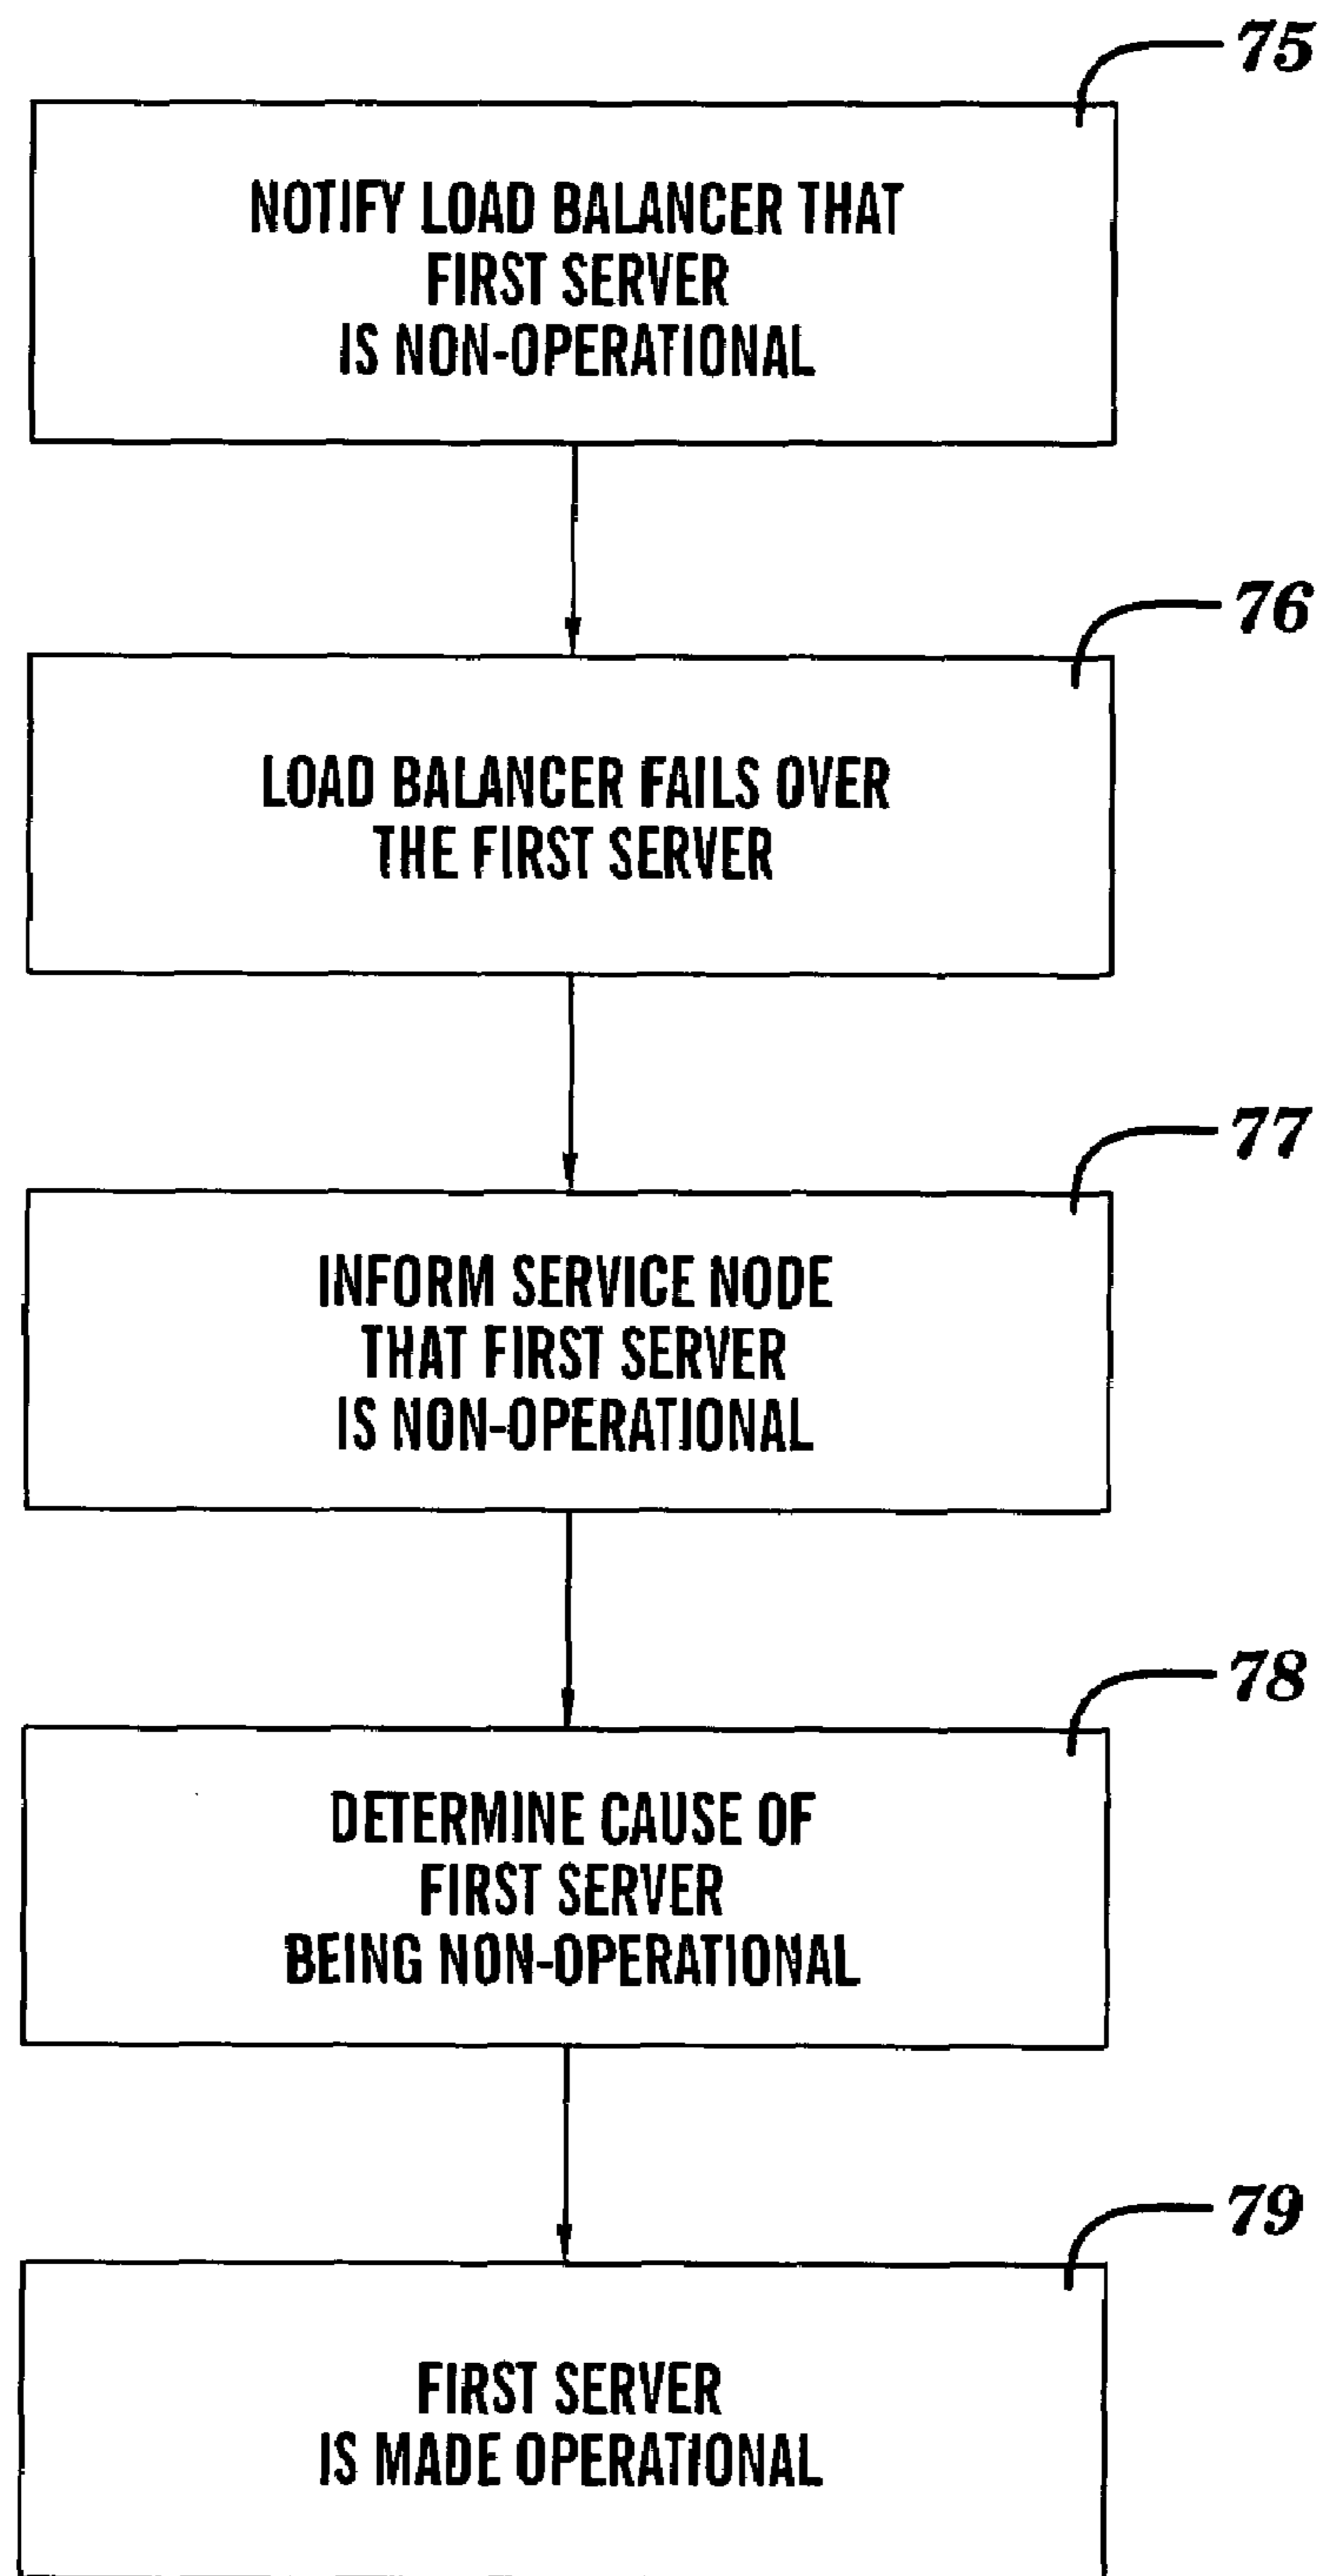 75
NOTIFY LOAD BALANCER THAT
FIRST SERVER
IS NON-OPERATIONAL
76
LOAD BALANCER FAILS OVER
THE FIRST SERVER
77
INFORM SERVICE NODE
THAT FIRST SERVER
IS NON-OPERATIONAL
78
DETERMINE CAUSE OF
FIRST SERVER
BEING NON-OPERATIONAL
79
FIRST SERVER
IS MADE OPERATIONAL